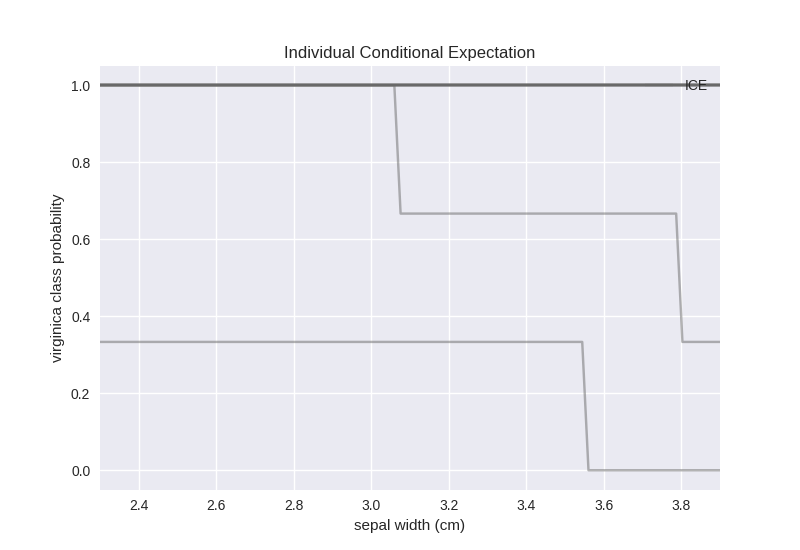 Individual Conditional Expectation
ICE
1.0
0.8
0.6
0.4
0.2
0.0
virginica class probability
2.4 2.6 2.8 3.0 3.2 3.4 3.6 3.8
sepal width (cm)